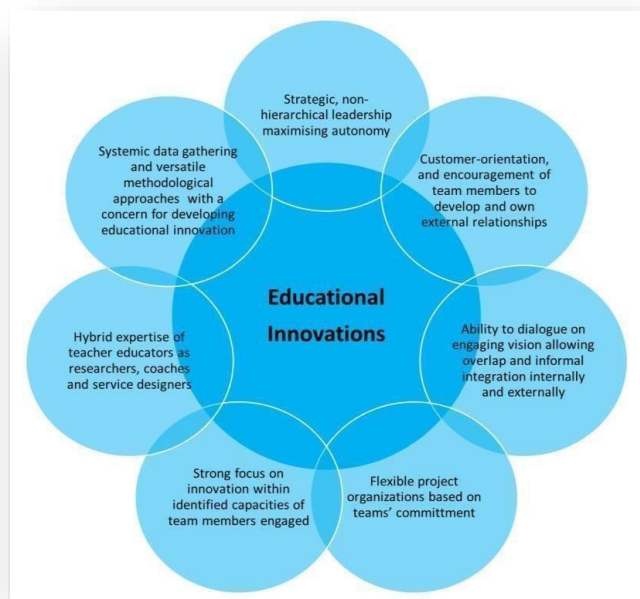 Strategic, non-
hierarchical leadership
maximising autonomy
Customer-orientation,
and encouragement of
team members to
develop and own
external relationships
Ability to dialogue on
engaging vision allowing
overlap and informal
integration internally
and externally
Flexible project
organizations based on
teams' committment
Strong focus on
innovation within
identified capacities of
team members engaged
Hybrid expertise of
teacher educators as
researchers, coaches
and service designers
Systemic data gathering
and versatile
methodological
approaches with a
concern for developing
educational innovation
Educational
Innovations